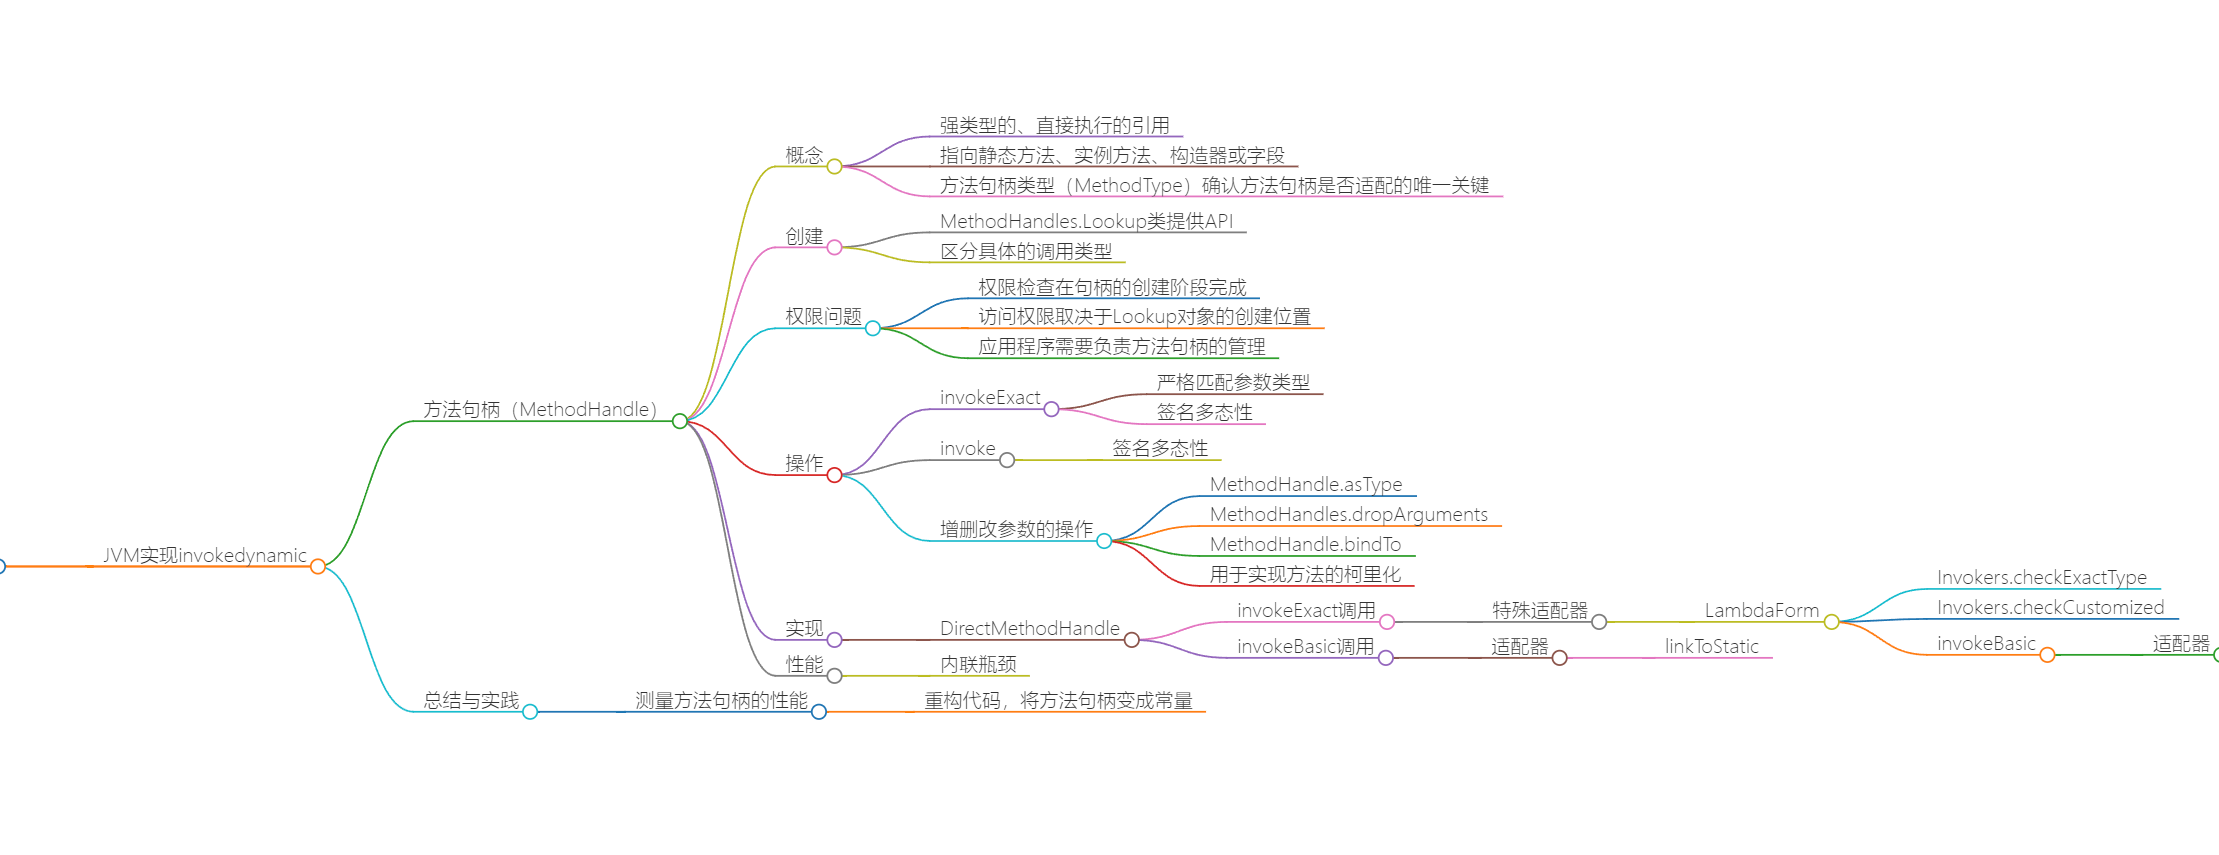 JVM实现invokedynamic
方法句柄（MethodHandle）
概念
强类型的、直接执行的引用
指向静态方法、实例方法、构造器或字段
方法句柄类型（MethodType）确认方法句柄是否适配的唯一关键
创建
MethodHandles.Lookup类提供API
区分具体的调用类型
权限问题
权限检查在句柄的创建阶段完成
访问权限取决于Lookup对象的创建位置
应用程序需要负责方法句柄的管理
操作
invokeExact
严格匹配参数类型
签名多态性
invoke
签名多态性
增删改参数的操作
MethodHandle.asType
MethodHandles.dropArguments
MethodHandle.bindTo
用于实现方法的柯里化
实现
DirectMethodHandle
invokeExact调用
特殊适配器
LambdaForm
Invokers.checkExactType
Invokers.checkCustomized
invokeBasic
适配器
invokeBasic调用
适配器
linkToStatic
性能
内联瓶颈
总结与实践
测量方法句柄的性能
重构代码，将方法句柄变成常量